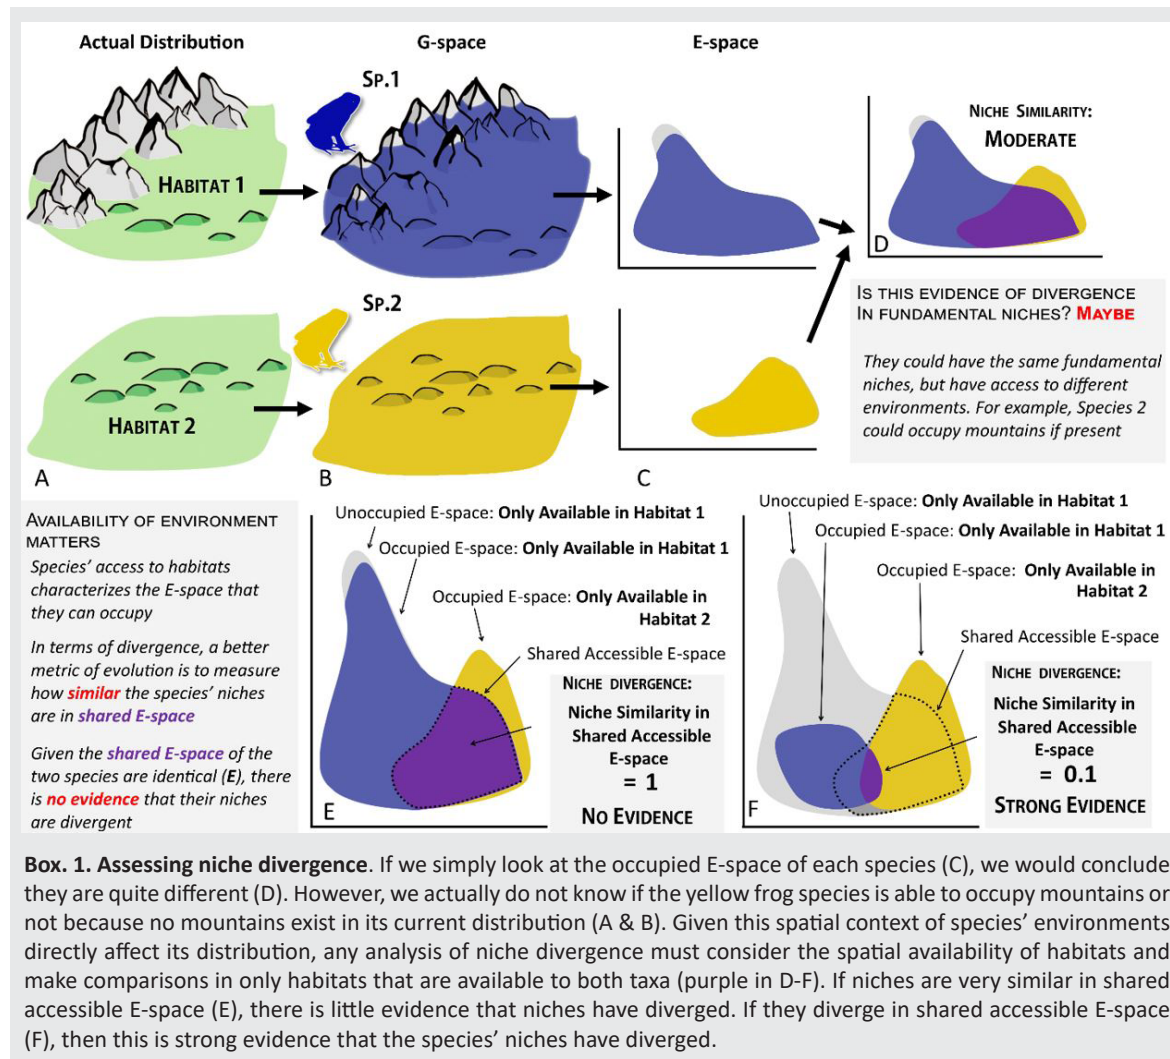 Actual Distribution
G-space
E-space
SP.1
HABITAT 1
NICHE SIMILARITY:
MODERATE
D
SP.2
HABITAT 2
A
B
C
IS THIS EVIDENCE OF DIVERGENCE
IN FUNDAMENTAL NICHES? MAYBE
They could have the same fundamental
niches, but have access to different
environments. For example, Species 2
could occupy mountains if present
AVAILABILITY OF ENVIRONMENT
MATTERS
Species' access to habitats
characterizes the E-space that
they can occupy
In terms of divergence, a better
metric of evolution is to measure
how similar the species' niches
are in shared E-space
Given the shared E-space of the
two species are identical (E), there
is no evidence that their niches
are divergent
Unoccupied E-space: Only Available in Habitat 1
Occupied E-space: Only Available in Habitat 1
Occupied E-space: Only Available in
Habitat 2
Shared Accessible E-space
NICHE DIVERGENCE:
Niche Similarity in
Shared Accessible
E-space
= 1
NO EVIDENCE
E
Unoccupied E-space: Only Available in Habitat 1
Occupied E-space: Only Available in Habitat 1
Occupied E-space: Only Available in
Habitat 2
Shared Accessible E-space
NICHE DIVERGENCE:
Niche Similarity in
Shared Accessible
E-space
= 0.1
STRONG EVIDENCE
F
Box. 1. Assessing niche divergence. If we simply look at the occupied E-space of each species (C), we would conclude
they are quite different (D). However, we actually do not know if the yellow frog species is able to occupy mountains or
not because no mountains exist in its current distribution (A & B). Given this spatial context of species' environments
directly affect its distribution, any analysis of niche divergence must consider the spatial availability of habitats and
make comparisons in only habitats that are available to both taxa (purple in D-F). If niches are very similar in shared
accessible E-space (E), there is little evidence that niches have diverged. If they diverge in shared accessible E-space
(F), then this is strong evidence that the species' niches have diverged.